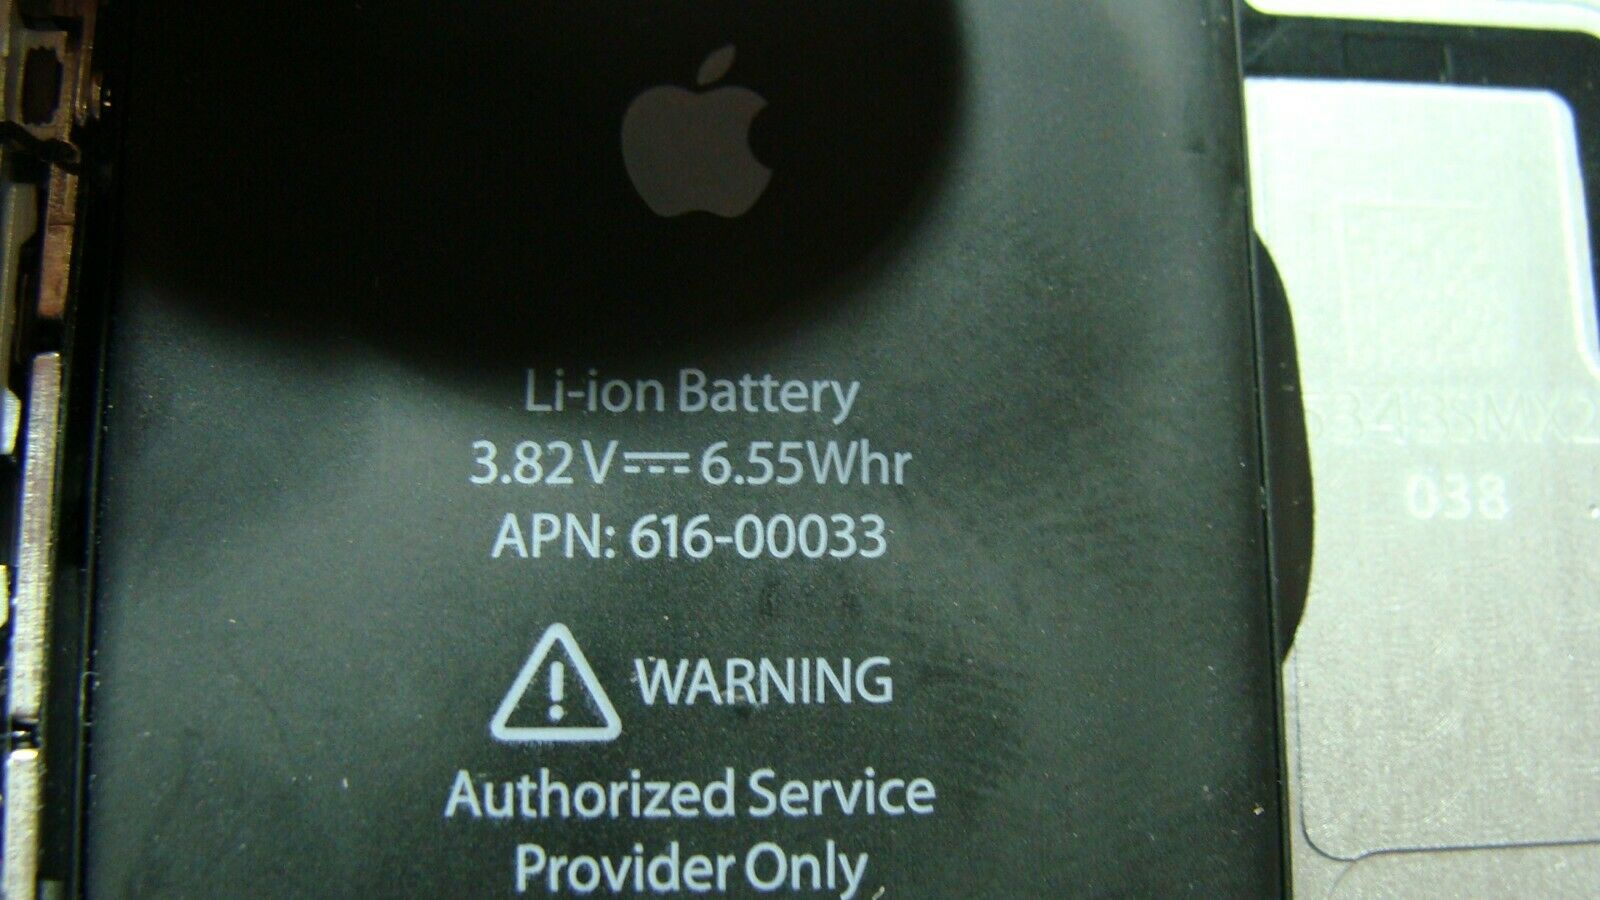 Li-ion Battery
3.82V⎓6.55Whr
APN: 616-00033
WARNING
Authorized Service
Provider Only
038